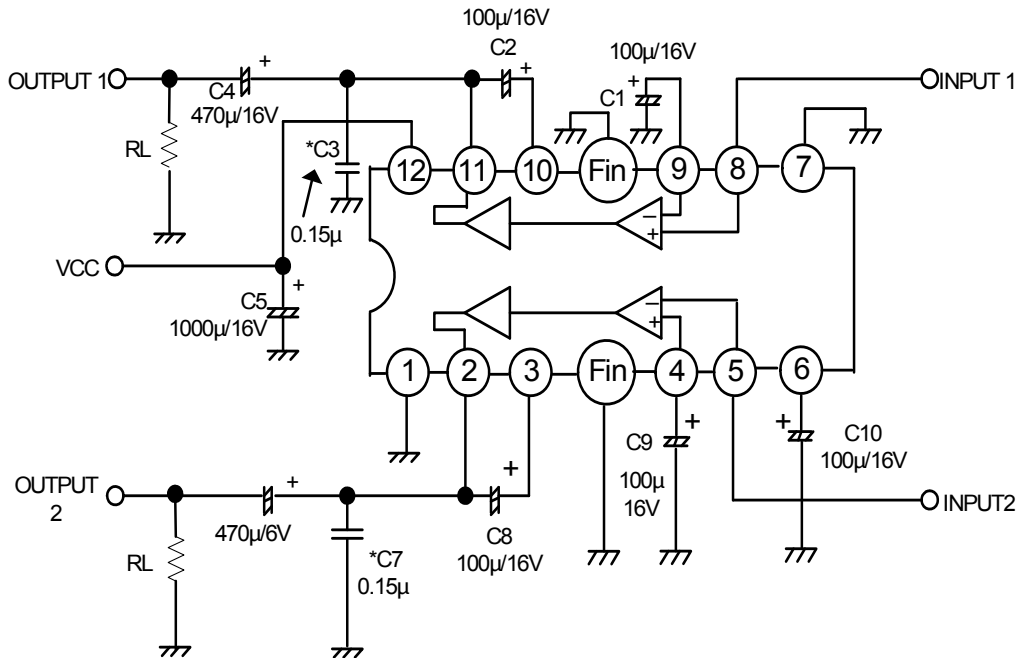 100µ/16V
C2
+
100µ/16V
+
C1
OUTPUT 1
+
C4
470µ/16V
INPUT 1
RL
*C3
0.15µ
12
11
10
Fin
9
8
7
−
+
VCC
+
C5
1000µ/16V
−
+
1
2
3
Fin
4
5
6
OUTPUT
2
+
470µ/6V
+
C8
100µ/16V
+
C9
100µ
16V
+
C10
100µ/16V
INPUT2
RL
*C7
0.15µ